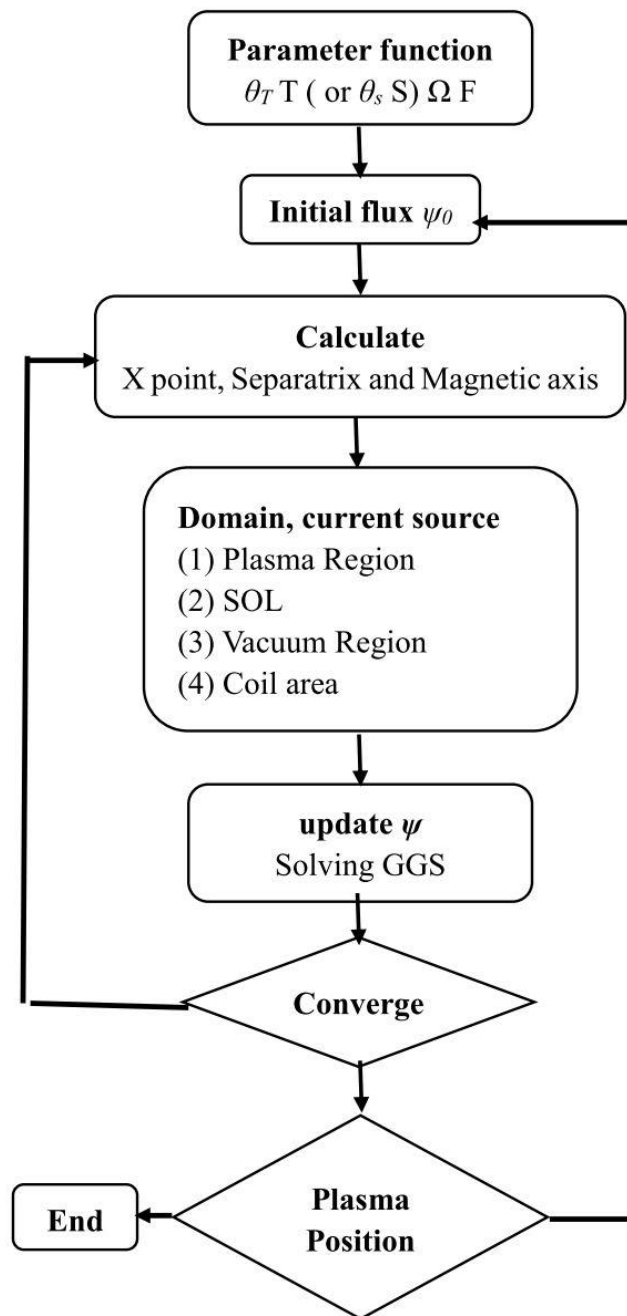 Parameter function
θT T ( or θs S) Ω F
Initial flux ψ0
Calculate
X point, Separatrix and Magnetic axis
Domain, current source
(1) Plasma Region
(2) SOL
(3) Vacuum Region
(4) Coil area
update ψ
Solving GGS
Converge
Plasma
Position
End